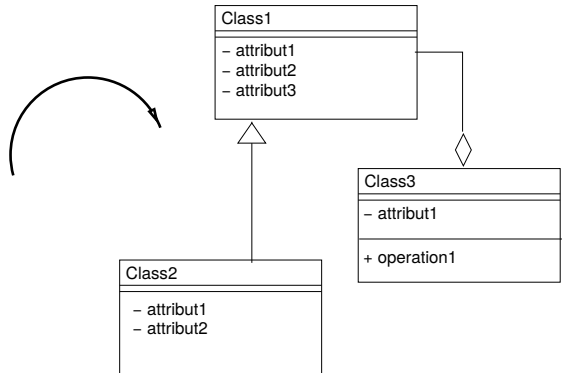 Class1
− attribut1
− attribut2
− attribut3
Class3
− attribut1
+ operation1
Class2
− attribut1
− attribut2